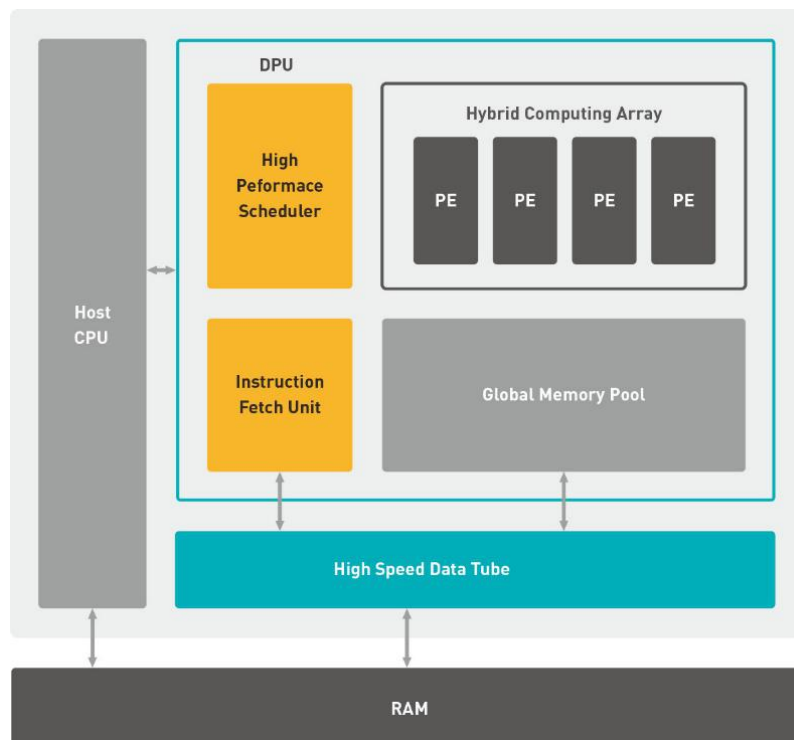 DPU
High
Peformace
Scheduler
Hybrid Computing Array
PE PE PE PE
Host
CPU
Instruction
Fetch Unit
Global Memory Pool
High Speed Data Tube
RAM